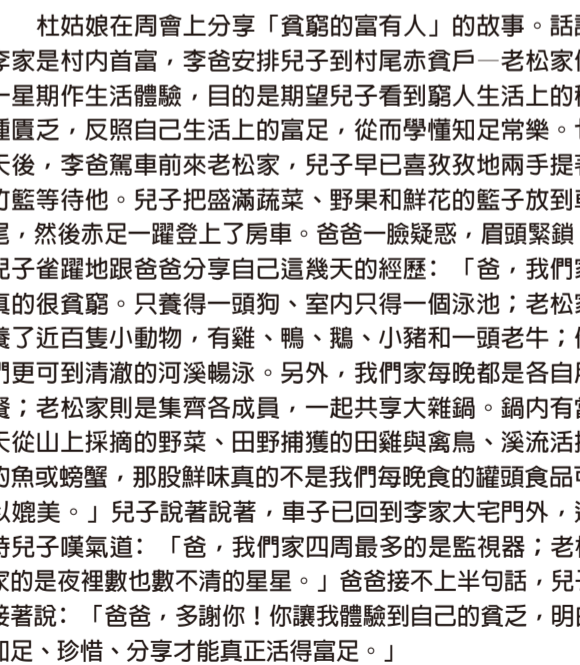 杜姑娘在周會上分享「貧窮的富有人」的故事。話說
李家是村內首富，李爸安排兒子到村尾赤貧戶—老松家作
一星期作生活體驗，目的是期望兒子看到窮人生活上的種
種匱乏，反照自己生活上的富足，從而學懂知足常樂。七
天後，李爸駕車前來老松家，兒子早已喜孜孜地兩手提著
竹籃等待他。兒子把盛滿蔬菜、野果和鮮花的籃子放到車
尾，然後赤足一躍登上了房車。爸爸一臉疑惑，眉頭緊鎖
兒子雀躍地跟爸爸分享自己這幾天的經歷：「爸，我們家
真的很貧窮。只養得一頭狗、室內只得一個泳池；老松家
養了近百隻小動物，有雞、鴨、鵝、小豬和一頭老牛；他
們更可到清澈的河溪暢泳。另外，我們家每晚都是各自用
餐；老松家則是集齊各成員，一起共享大雜鍋。鍋內有當
天從山上採摘的野菜、田野捕獲的田雞與禽鳥、溪流活捉
的魚或螃蟹，那股鮮味真的不是我們每晚食的罐頭食品可
以媲美。」兒子說著說著，車子已回到李家大宅門外，這
時兒子嘆氣道：「爸，我們家四周最多的是監視器；老松
家的是夜裡數也數不清的星星。」爸爸接不上半句話，兒子
接著說：「爸爸，多謝你！你讓我體驗到自己的貧乏，明白
知足、珍惜、分享才能真正活得富足。」